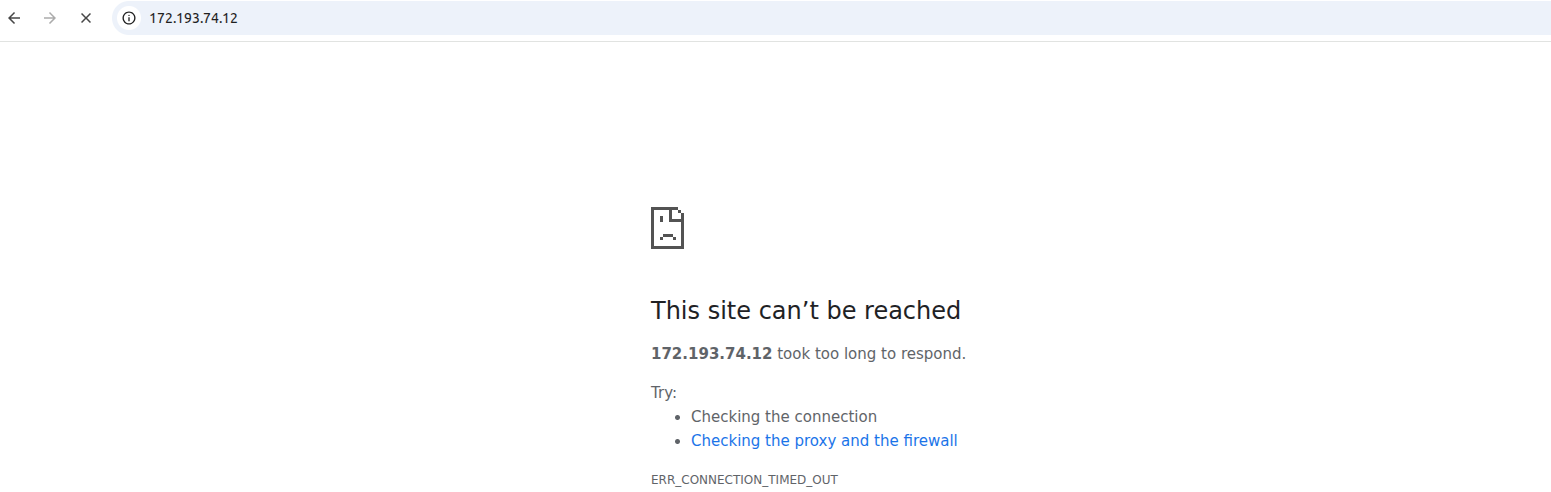 172.193.74.12
This site can’t be reached
172.193.74.12 took too long to respond.
Try:
Checking the connection
Checking the proxy and the firewall
ERR_CONNECTION_TIMED_OUT